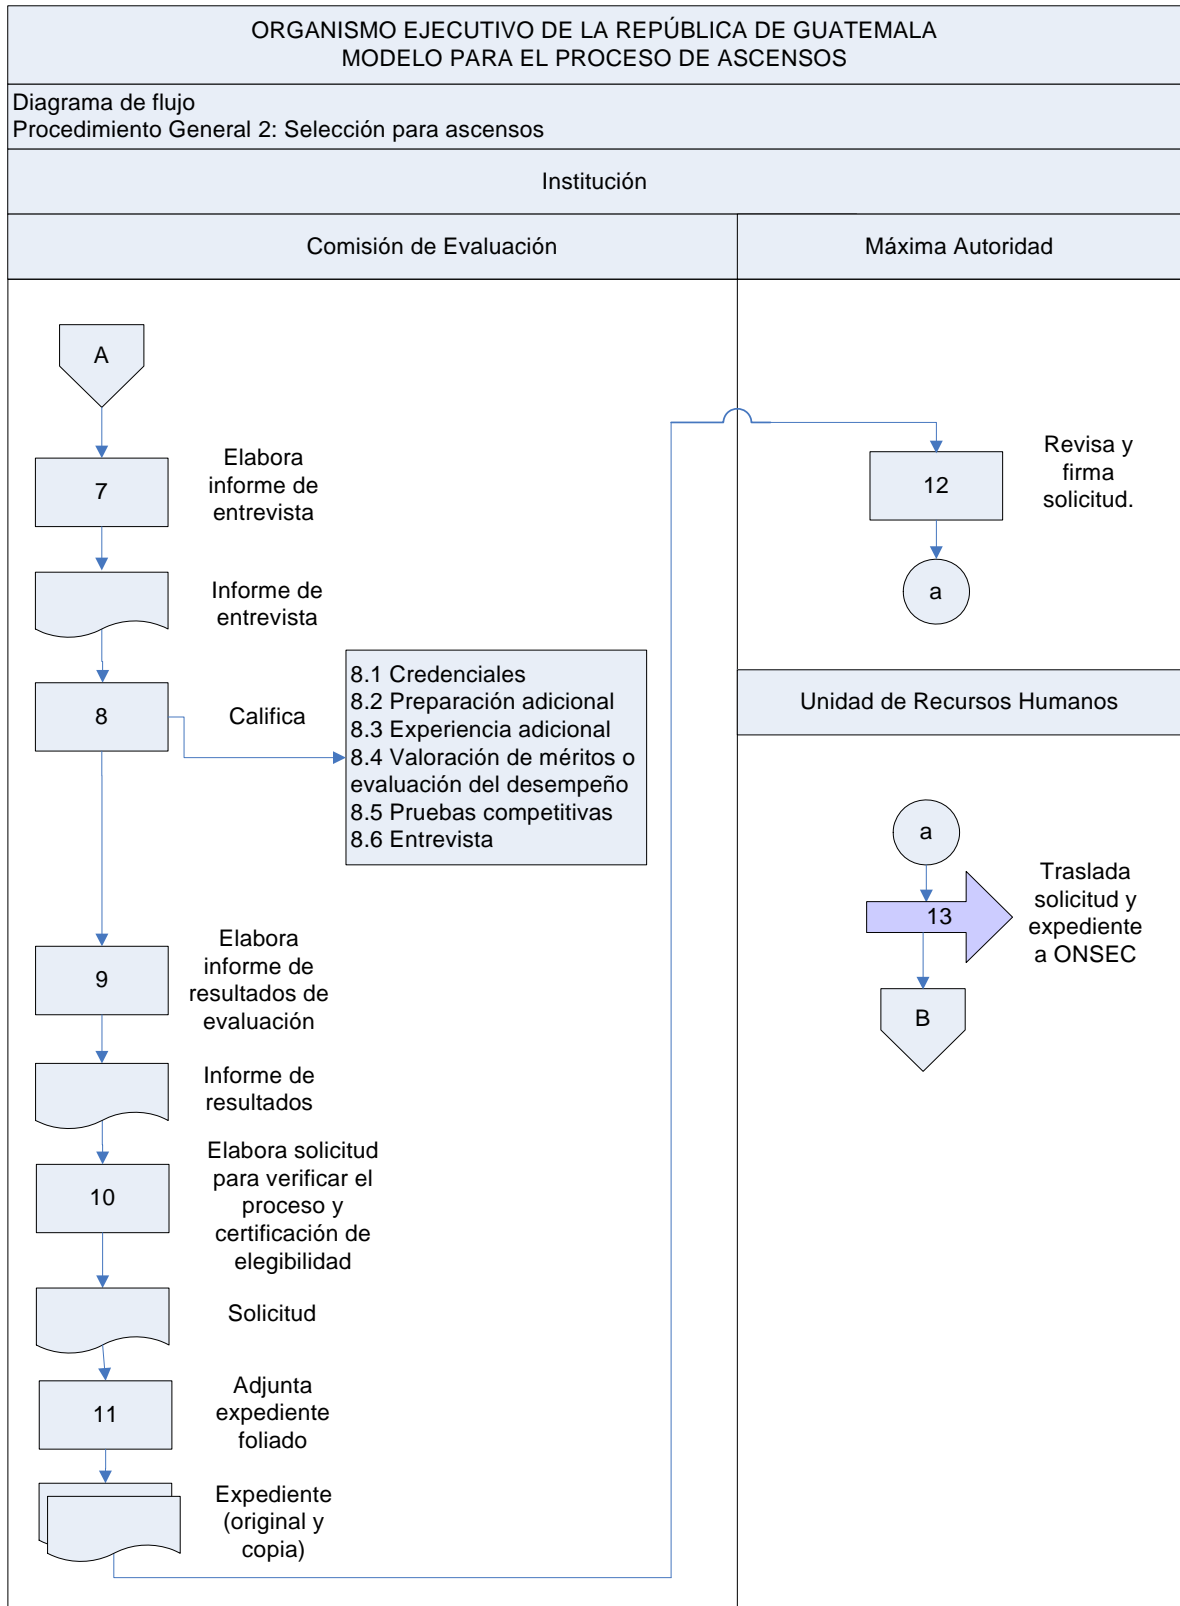 ORGANISMO EJECUTIVO DE LA REPÚBLICA DE GUATEMALA
MODELO PARA EL PROCESO DE ASCENSOS
Diagrama de flujo
Procedimiento General 2: Selección para ascensos
Institución
Comisión de Evaluación
Máxima Autoridad
A
7
Elabora
informe de
entrevista
Informe de
entrevista
8
Califica
8.1 Credenciales
8.2 Preparación adicional
8.3 Experiencia adicional
8.4 Valoración de méritos o
evaluación del desempeño
8.5 Pruebas competitivas
8.6 Entrevista
9
Elabora
informe de
resultados de
evaluación
Informe de
resultados
10
Elabora solicitud
para verificar el
proceso y
certificación de
elegibilidad
Solicitud
11
Adjunta
expediente
foliado
Expediente
(original y
copia)
12
Revisa y
firma
solicitud.
a
Unidad de Recursos Humanos
a
13
Traslada
solicitud y
expediente
a ONSEC
B